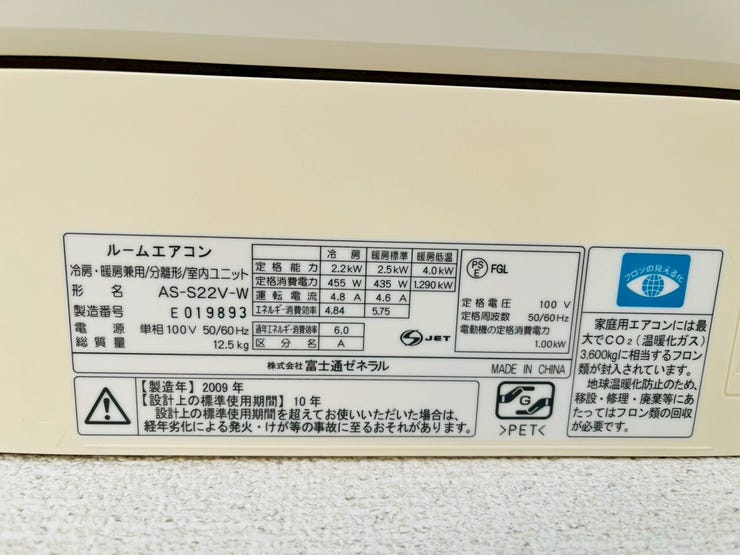 ルームエアコン
冷房・暖房兼用/分離形/室内ユニット
形 名 AS-S22V-W
製造番号 E 019893
電 源 単相100V 50/60Hz
総質量 12.5kg
冷 房 暖房標準 暖房低温
定格能力 2.2kW 2.5kW 4.0kW
定格消費電力 455 W 435 W 1,290kW
運転電流 4.8 A 4.6 A
エネルギー消費効率 4.84 5.75
通年エネルギー消費効率 6.0
区分名 A
JET
PS
E
FGL
定格電圧 100 V
定格周波数 50/60Hz
電動機の定格消費電力
1.00kW
株式会社 富士通ゼネラル
MADE IN CHINA
【製造年】2009 年
【設計上の標準使用期間】10 年
設計上の標準使用期間を超えてお使いいただいた場合は、
経年劣化による発火・けが等の事故に至るおそれがあります。
G
>PET<
フロンの見える化
家庭用エアコンには最
大でCO₂(温暖化ガス)
3,600kgに相当するフロン
類が封入されています。
地球温暖化防止のため、
移設・修理・廃棄等にあ
たってはフロン類の回収
が必要です。